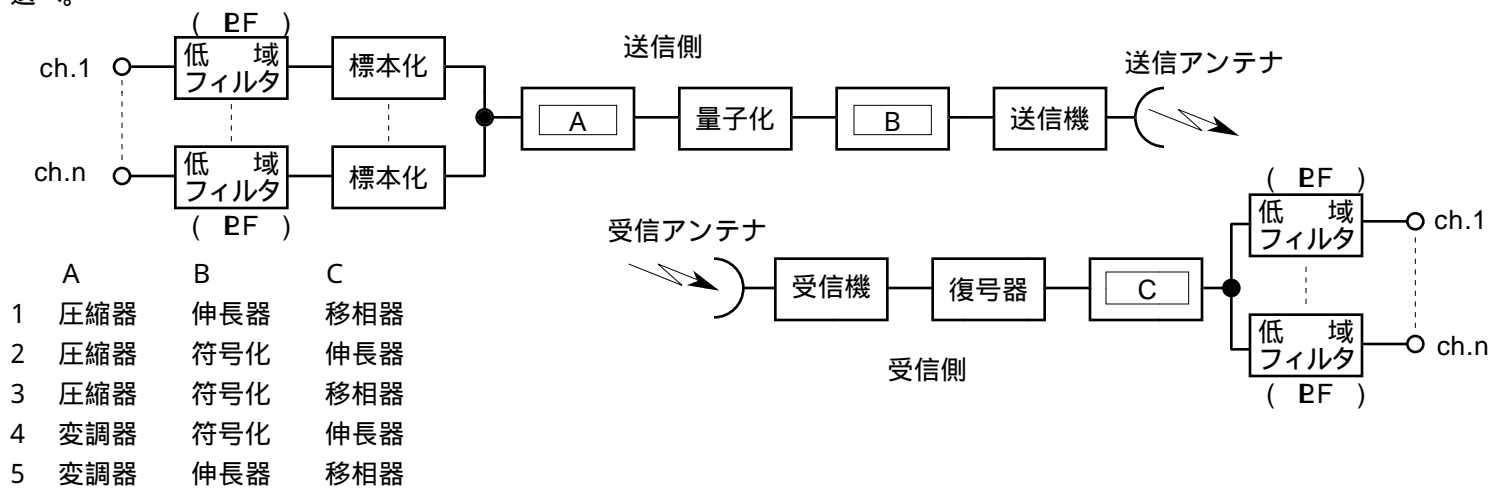 選べ。
( LPF )
低 域
フィルタ
標本化
ch.1
送信側
送信アンテナ
A
量子化
B
送信機
ch.n
低 域
フィルタ
標本化
( LPF )
受信アンテナ
受信機
復号器
C
( LPF )
低 域
フィルタ
ch.1
低 域
フィルタ
ch.n
( LPF )
受信側
A B C
1 圧縮器 伸長器 移相器
2 圧縮器 符号化 伸長器
3 圧縮器 符号化 移相器
4 変調器 符号化 伸長器
5 変調器 伸長器 移相器